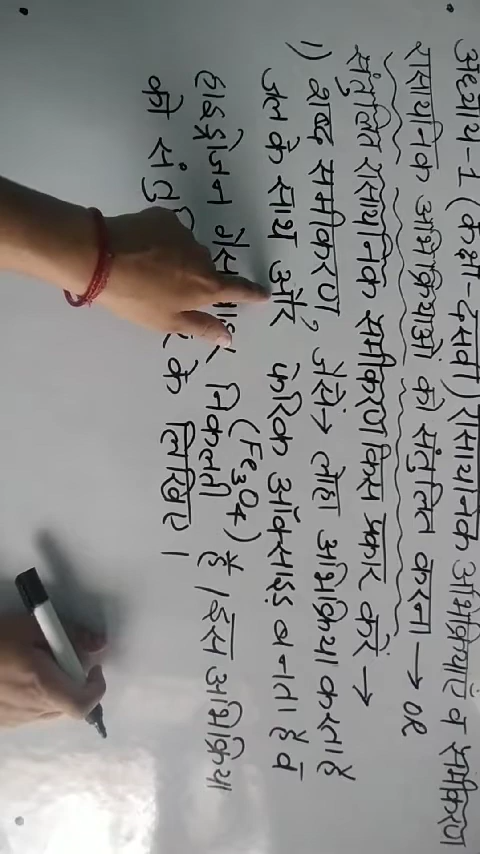 अध्याय-1 (कक्षा-दसवीं) रासायनिक अभिक्रियाएं व समीकरण
रासायनिक अभिक्रियाओं को संतुलित करना → OR
संतुलित रासायनिक समीकरण किस प्रकार करें →
1) शब्द समीकरण, जैसे→ लोहा अभिक्रिया करता है
जल के साथ और फेरिक ऑक्साइड बनता है व
(Fe3O4)
हाइड्रोजन निकलती है। इस अभिक्रिया
को के लिखिए।